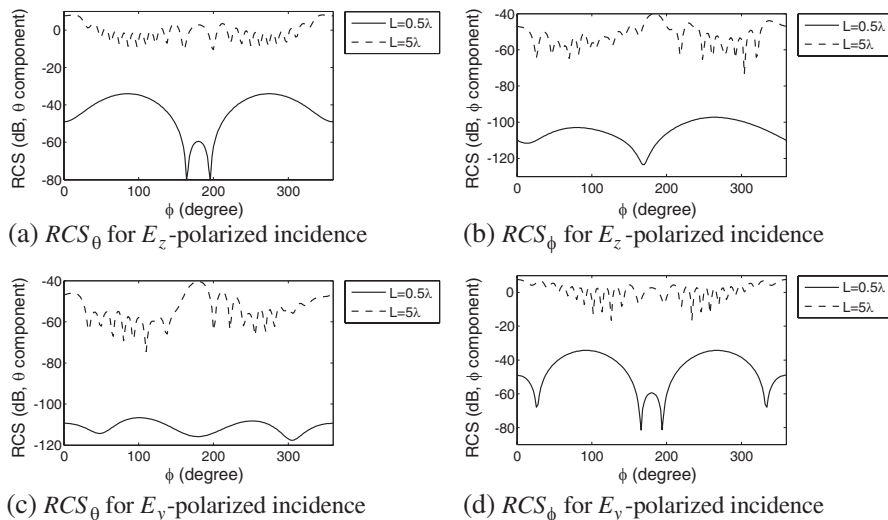 RCS (dB, θ component)
0
-20
-40
-60
-80
0 100 200 300
φ (degree)
L=0.5λ
L=5λ
(a) RCSθ for Ez-polarized incidence
RCS (dB, φ component)
-40
-60
-80
-100
-120
0 100 200 300
φ (degree)
L=0.5λ
L=5λ
(b) RCSφ for Ez-polarized incidence
RCS (dB, θ component)
-40
-60
-80
-100
-120
0 100 200 300
φ (degree)
L=0.5λ
L=5λ
(c) RCSθ for Ey-polarized incidence
RCS (dB, φ component)
0
-20
-40
-60
-80
0 100 200 300
φ (degree)
L=0.5λ
L=5λ
(d) RCSφ for Ey-polarized incidence